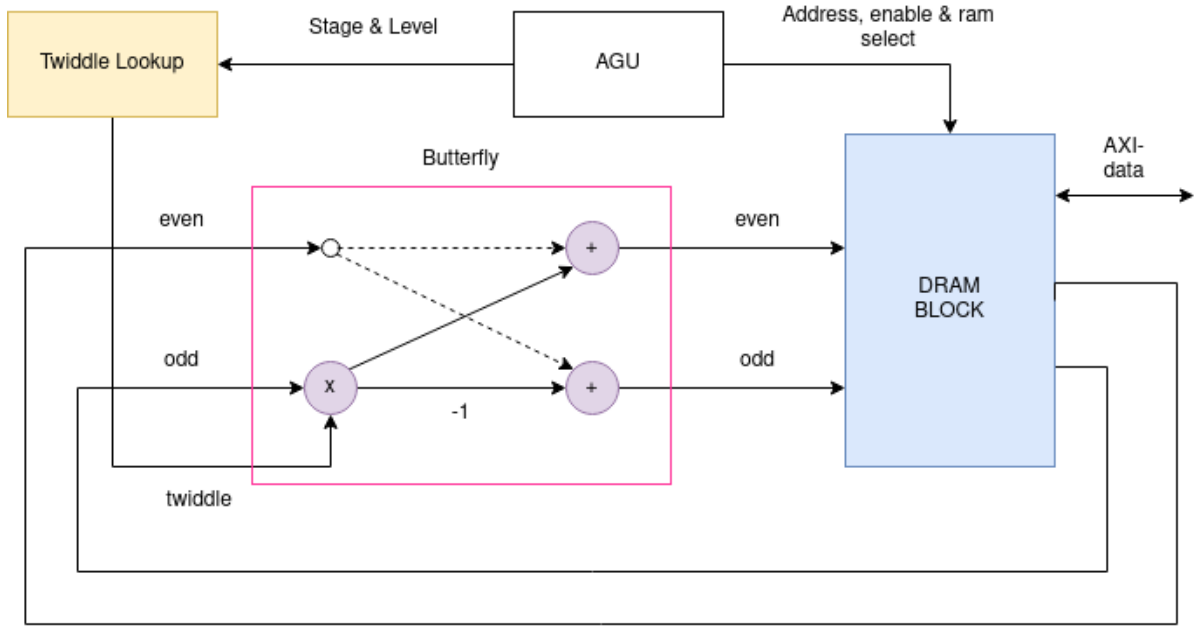 Address, enable & ram
select
Stage & Level
Twiddle Lookup
AGU
AXI-
data
Butterfly
even
+
even
DRAM
BLOCK
odd
x
-1
+
odd
twiddle